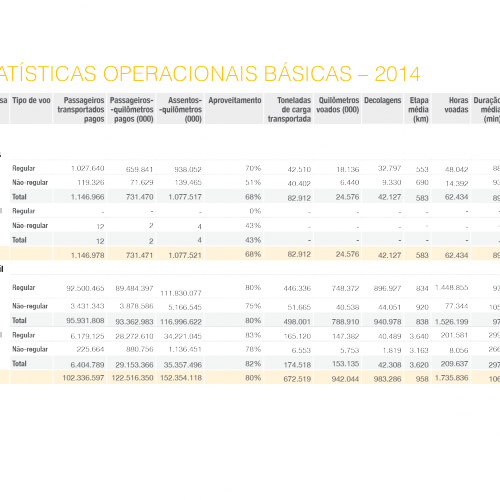 ATÍSTICAS OPERACIONAIS BÁSICAS – 2014
sa Tipo de voo Passageiros transportados pagos Passageiros- -quilômetros pagos (000) Assentos- -quilômetros (000) Aproveitamento Toneladas de carga transportada Quilômetros voados (000) Decolagens Etapa média (km) Horas voadas Duração média (min)
s
Regular 1.027.640 659.841 938.052 70% 42.510 18.136 32.797 553 48.042 88
Não-regular 119.326 71.629 139.465 51% 40.402 6.440 9.330 690 14.392 93
Total 1.146.966 731.470 1.077.517 68% 82.912 24.576 42.127 583 62.434 89
l Regular - - - 0% - - - - - -
Não-regular 12 2 4 43% - - - - - -
Total 12 2 4 43% - - - - - -
1.146.978 731.471 1.077.521 68% 82.912 24.576 42.127 583 62.434 89
il
Regular 92.500.465 89.484.397 111.830.077 80% 446.336 748.372 896.927 834 1.448.855 97
Não-regular 3.431.343 3.878.586 5.166.545 75% 51.665 40.538 44.051 920 77.344 105
Total 95.931.808 93.362.983 116.996.622 80% 498.001 788.910 940.978 838 1.526.199 97
l Regular 6.179.125 28.272.610 34.221.045 83% 165.120 147.382 40.489 3.640 201.581 299
Não-regular 225.664 880.756 1.136.451 78% 6.553 5.753 1.819 3.163 8.056 266
Total 6.404.789 29.153.366 35.357.496 82% 174.518 153.135 42.308 3.620 209.637 297
102.336.597 122.516.350 152.354.118 80% 672.519 942.044 983.286 958 1.735.836 106